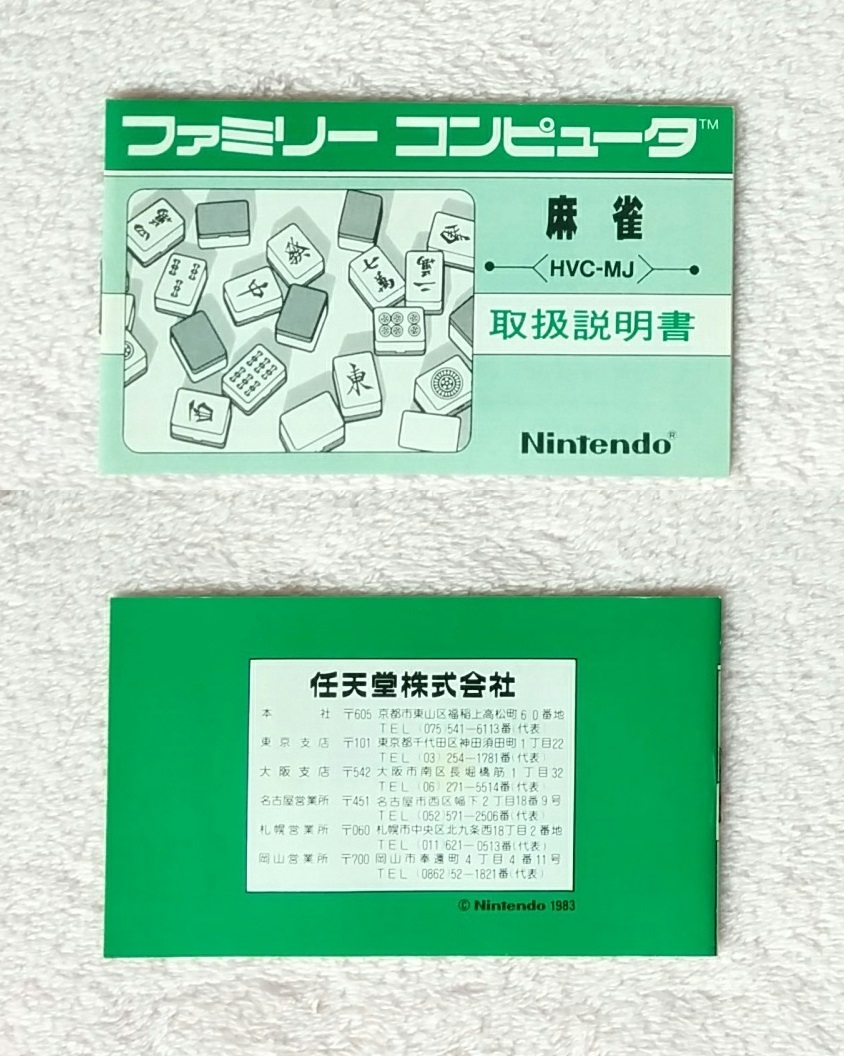 ファミリー コンピュータ™
麻雀
HVC-MJ
取扱説明書
Nintendo®
發
七萬
二萬
東
任天堂株式会社
本社 〒605 京都市東山区福稲上高松町60番地
TEL (075)541-6113番(代表)
東京支店 〒101 東京都千代田区神田須田町1丁目22
TEL (03) 254-1781番(代表)
大阪支店 〒542 大阪市南区長堀橋筋1丁目32
TEL (06) 271-5514番(代表)
名古屋営業所 〒451 名古屋市西区幅下2丁目18番9号
TEL (052)571-2506番(代表)
札幌営業所 〒060 札幌市中央区北九条西18丁目2番地
TEL (011)621-0513番(代表)
岡山営業所 〒700 岡山市奉還町4丁目4番11号
TEL (0862)52-1821番(代表)
© Nintendo 1983